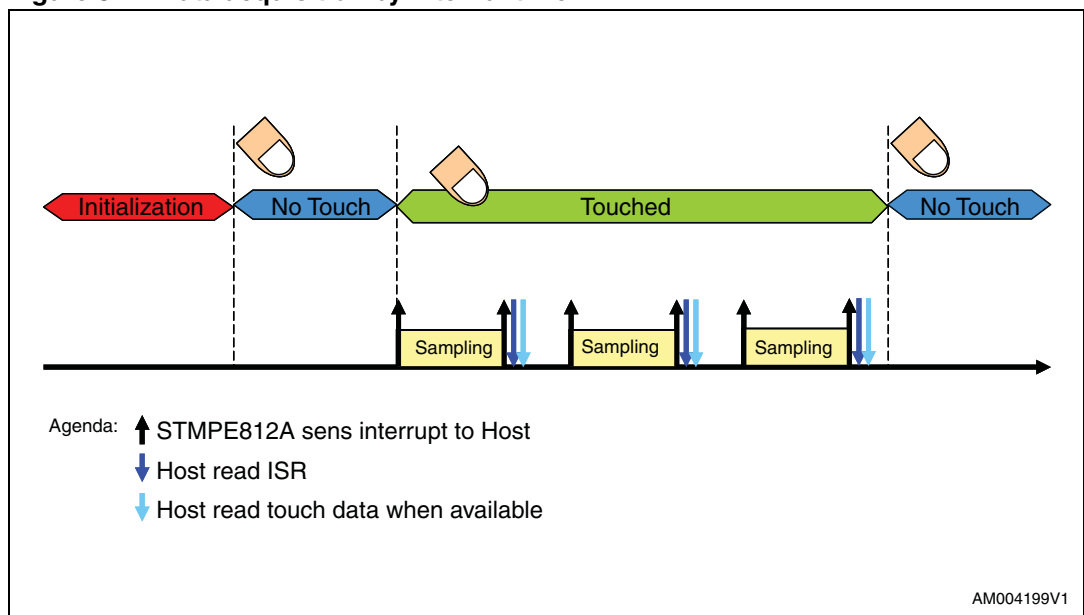 Initialization
No Touch
Touched
No Touch
Sampling
Sampling
Sampling
Agenda:
STMPE812A sens interrupt to Host
Host read ISR
Host read touch data when available
AM004199V1